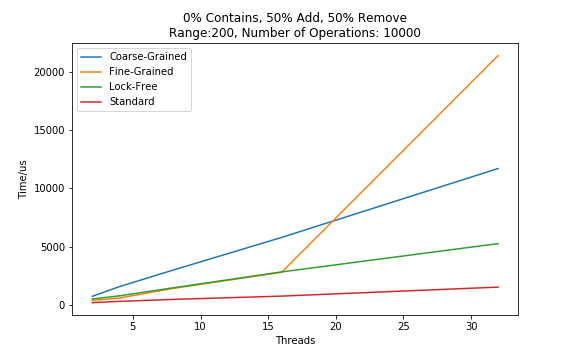 0% Contains, 50% Add, 50% Remove
Range:200, Number of Operations: 10000
Coarse-Grained
Fine-Grained
Lock-Free
Standard
Time/us
20000
15000
10000
5000
0
5
10
15
20
25
30
Threads